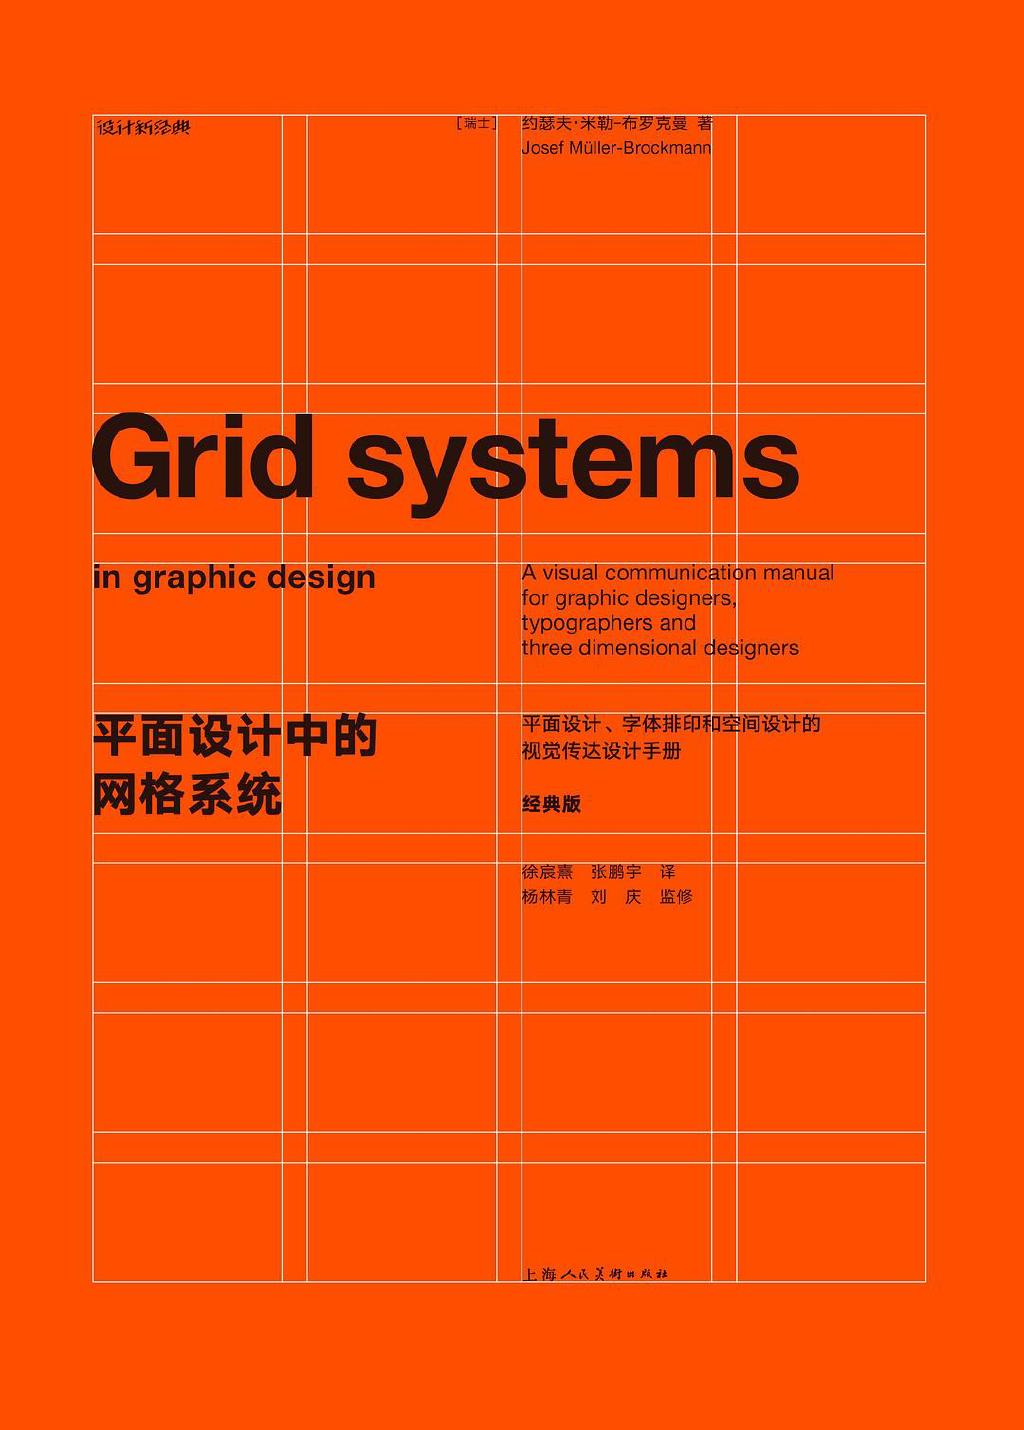 设计新经典
[瑞士] 约瑟夫·米勒-布罗克曼 著
Josef Müller-Brockmann
Grid systems
in graphic design
A visual communication manual
for graphic designers,
typographers and
three dimensional designers
平面设计中的
网格系统
平面设计、字体排印和空间设计的
视觉传达设计手册
经典版
徐宸熹 张鹏宇 译
杨林青 刘 庆 监修
上海人民美術出版社